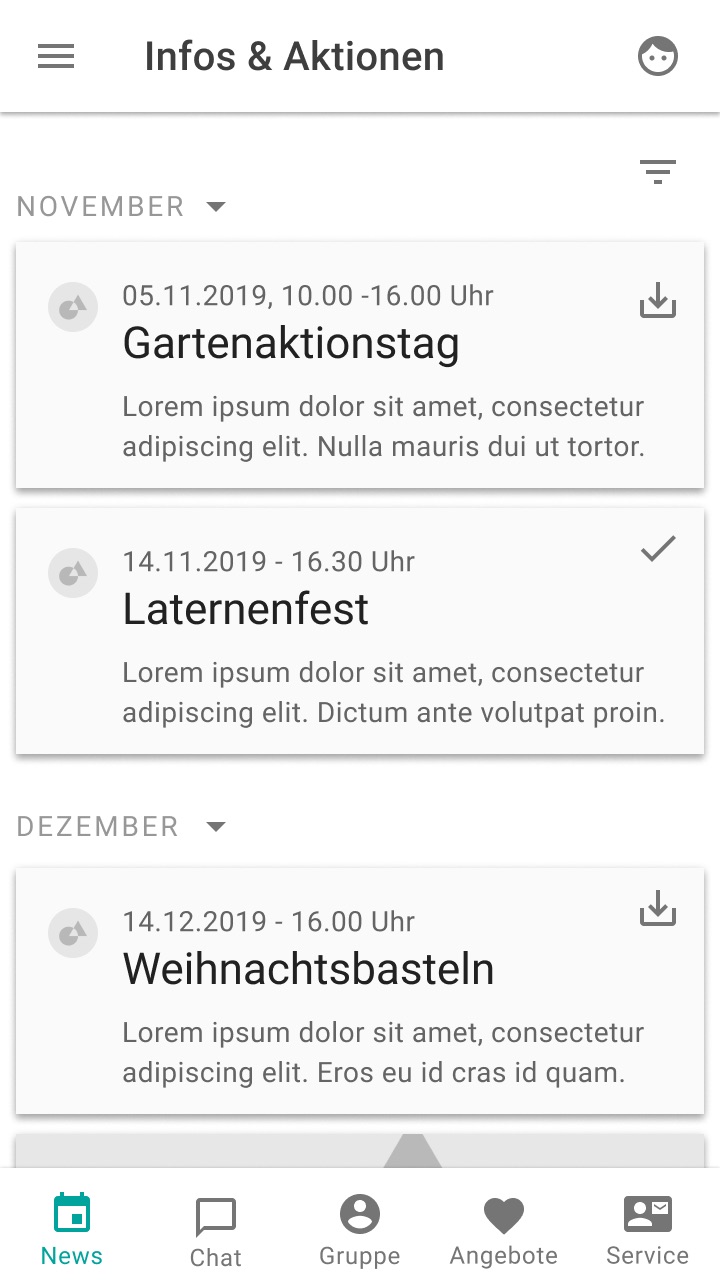 Infos & Aktionen
NOVEMBER
05.11.2019, 10.00 -16.00 Uhr
Gartenaktionstag
Lorem ipsum dolor sit amet, consectetur
adipiscing elit. Nulla mauris dui ut tortor.
14.11.2019 - 16.30 Uhr
Laternenfest
Lorem ipsum dolor sit amet, consectetur
adipiscing elit. Dictum ante volutpat proin.
DEZEMBER
14.12.2019 - 16.00 Uhr
Weihnachtsbasteln
Lorem ipsum dolor sit amet, consectetur
adipiscing elit. Eros eu id cras id quam.
News Chat Gruppe Angebote Service